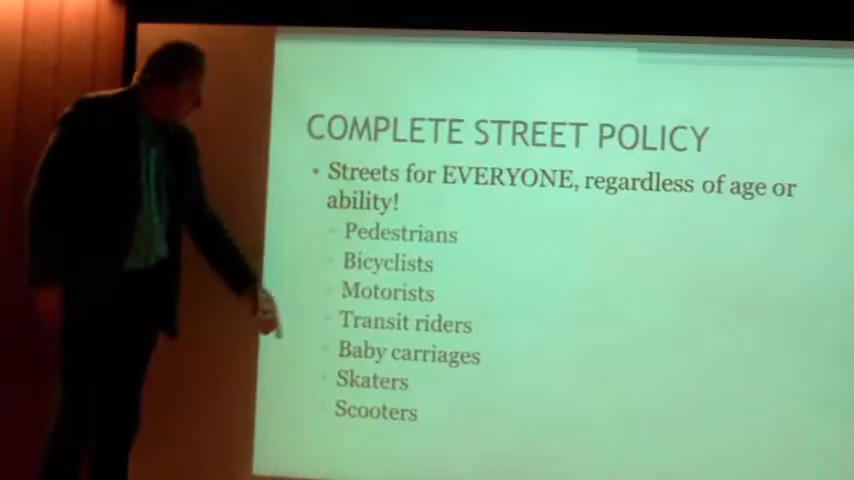 COMPLETE STREET POLICY
• Streets for EVERYONE, regardless of age or
ability!
Pedestrians
Bicyclists
Motorists
Transit riders
Baby carriages
Skaters
Scooters